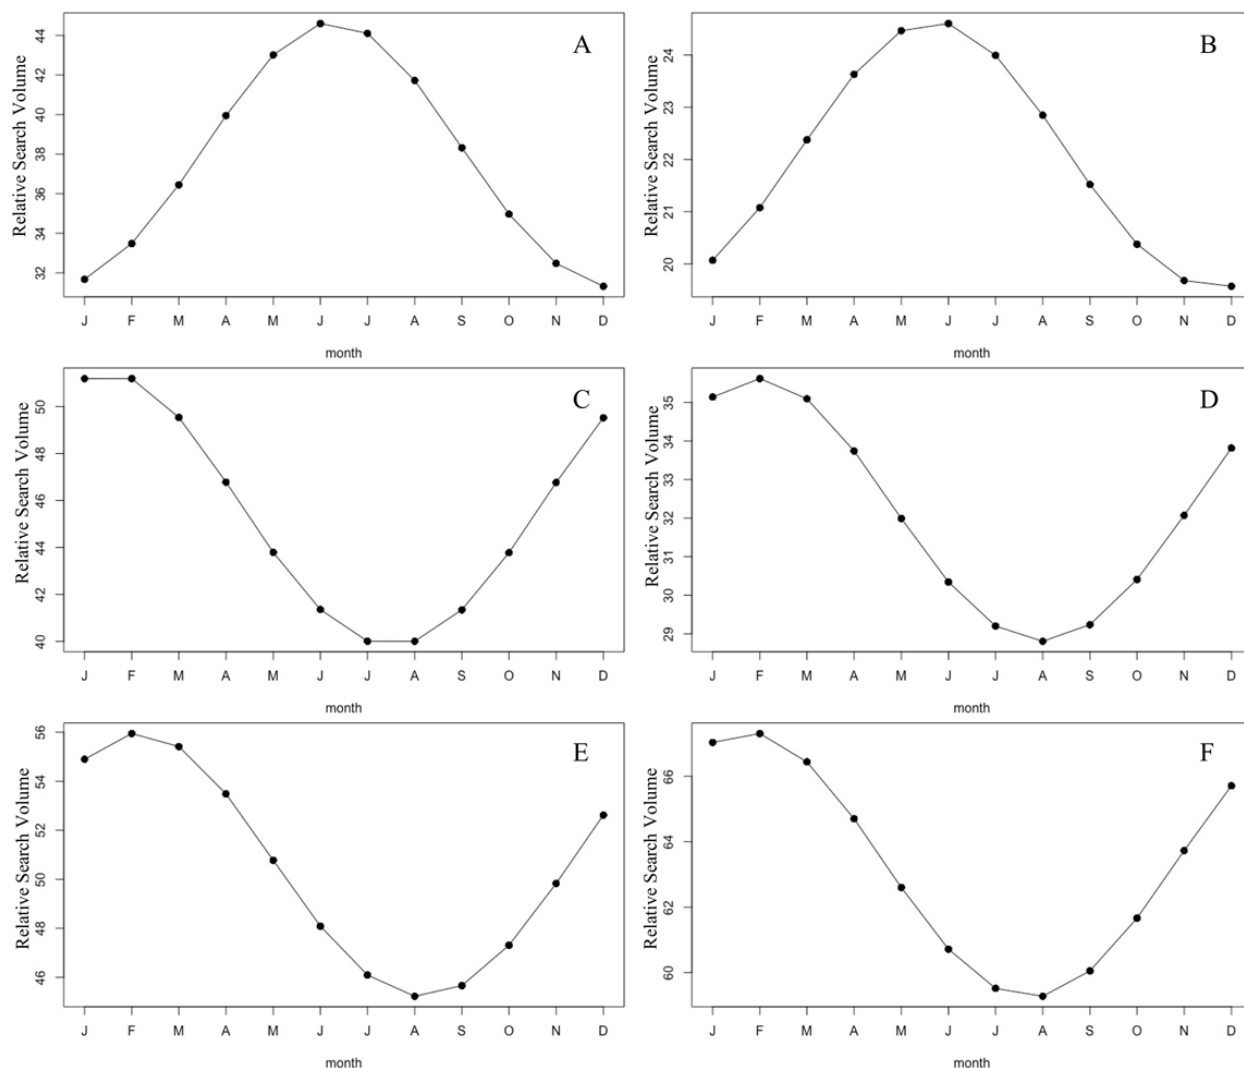 A
Relative Search Volume
44
42
40
38
36
34
32
J F M A M J J A S O N D
month
B
Relative Search Volume
24
23
22
21
20
J F M A M J J A S O N D
month
C
Relative Search Volume
50
48
46
44
42
40
J F M A M J J A S O N D
month
D
Relative Search Volume
35
34
33
32
31
30
29
J F M A M J J A S O N D
month
E
Relative Search Volume
56
54
52
50
48
46
J F M A M J J A S O N D
month
F
Relative Search Volume
66
64
62
60
J F M A M J J A S O N D
month